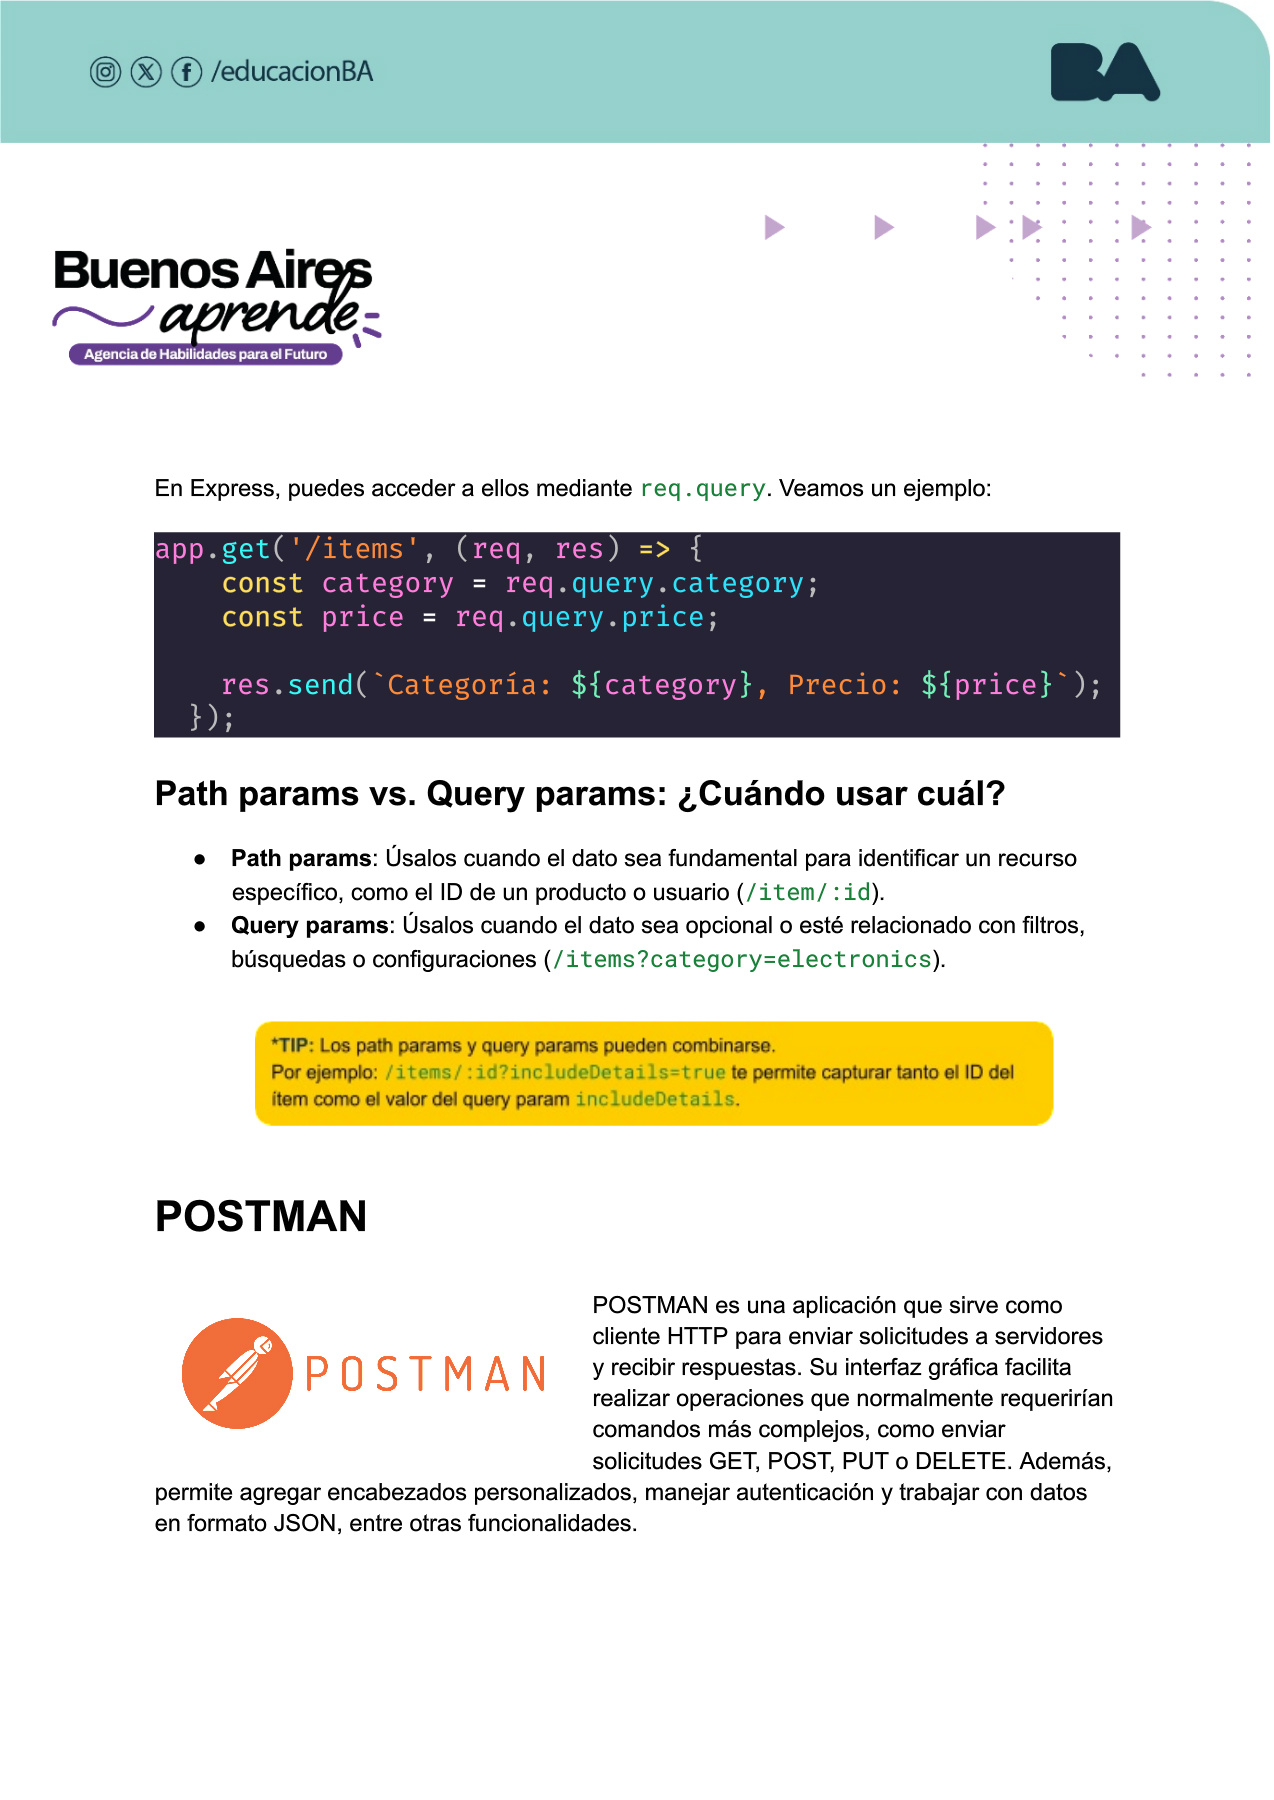 /educacionBA
BA
Buenos Aires
aprende
Agencia de Habilidades para el Futuro
En Express, puedes acceder a ellos mediante req.query. Veamos un ejemplo:
app.get('/items', (req, res) => {
    const category = req.query.category;
    const price = req.query.price;
    res.send(`Categoría: ${category}, Precio: ${price}`);
  });
Path params vs. Query params: ¿Cuándo usar cuál?
● Path params: Úsalos cuando el dato sea fundamental para identificar un recurso
específico, como el ID de un producto o usuario (/item/:id).
● Query params: Úsalos cuando el dato sea opcional o esté relacionado con filtros,
búsquedas o configuraciones (/items?category=electronics).
*TIP: Los path params y query params pueden combinarse.
Por ejemplo: /items/:id?includeDetails=true te permite capturar tanto el ID del
ítem como el valor del query param includeDetails.
POSTMAN
POSTMAN
POSTMAN es una aplicación que sirve como
cliente HTTP para enviar solicitudes a servidores
y recibir respuestas. Su interfaz gráfica facilita
realizar operaciones que normalmente requerirían
comandos más complejos, como enviar
solicitudes GET, POST, PUT o DELETE. Además,
permite agregar encabezados personalizados, manejar autenticación y trabajar con datos
en formato JSON, entre otras funcionalidades.